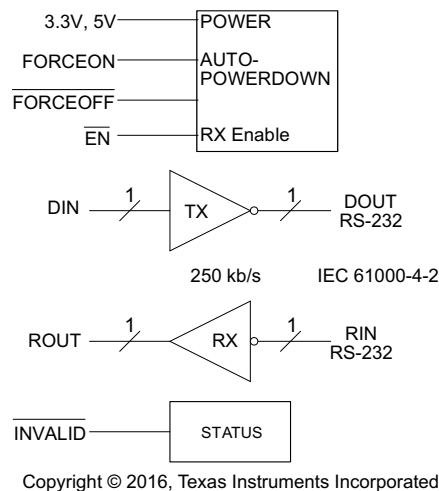 3.3V, 5V
POWER
FORCEON
AUTO-
POWERDOWN
FORCEOFF
EN
RX Enable
DIN
1
TX
1
DOUT
RS-232
250 kb/s
IEC 61000-4-2
ROUT
1
RX
1
RIN
RS-232
INVALID
STATUS
Copyright © 2016, Texas Instruments Incorporated